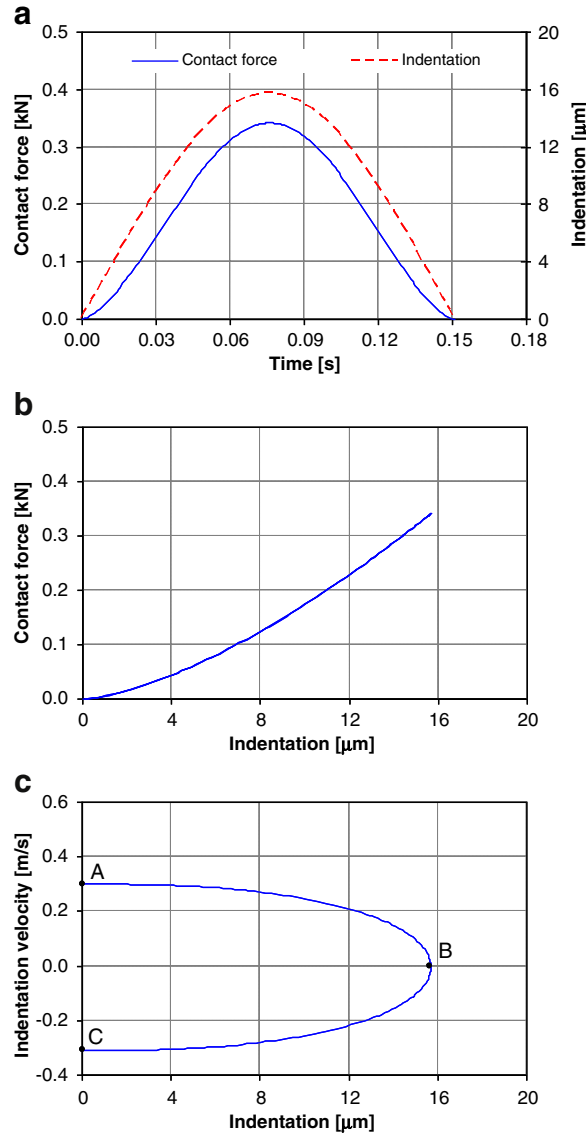 a
Contact force
Indentation
Contact force [kN]
0.5
0.4
0.3
0.2
0.1
0.0
Indentation [μm]
20
16
12
8
4
0
0.00 0.03 0.06 0.09 0.12 0.15 0.18
Time [s]
b
Contact force [kN]
0.5
0.4
0.3
0.2
0.1
0.0
0 4 8 12 16 20
Indentation [μm]
c
Indentation velocity [m/s]
0.6
0.4
0.2
0.0
-0.2
-0.4
A
B
C
0 4 8 12 16 20
Indentation [μm]